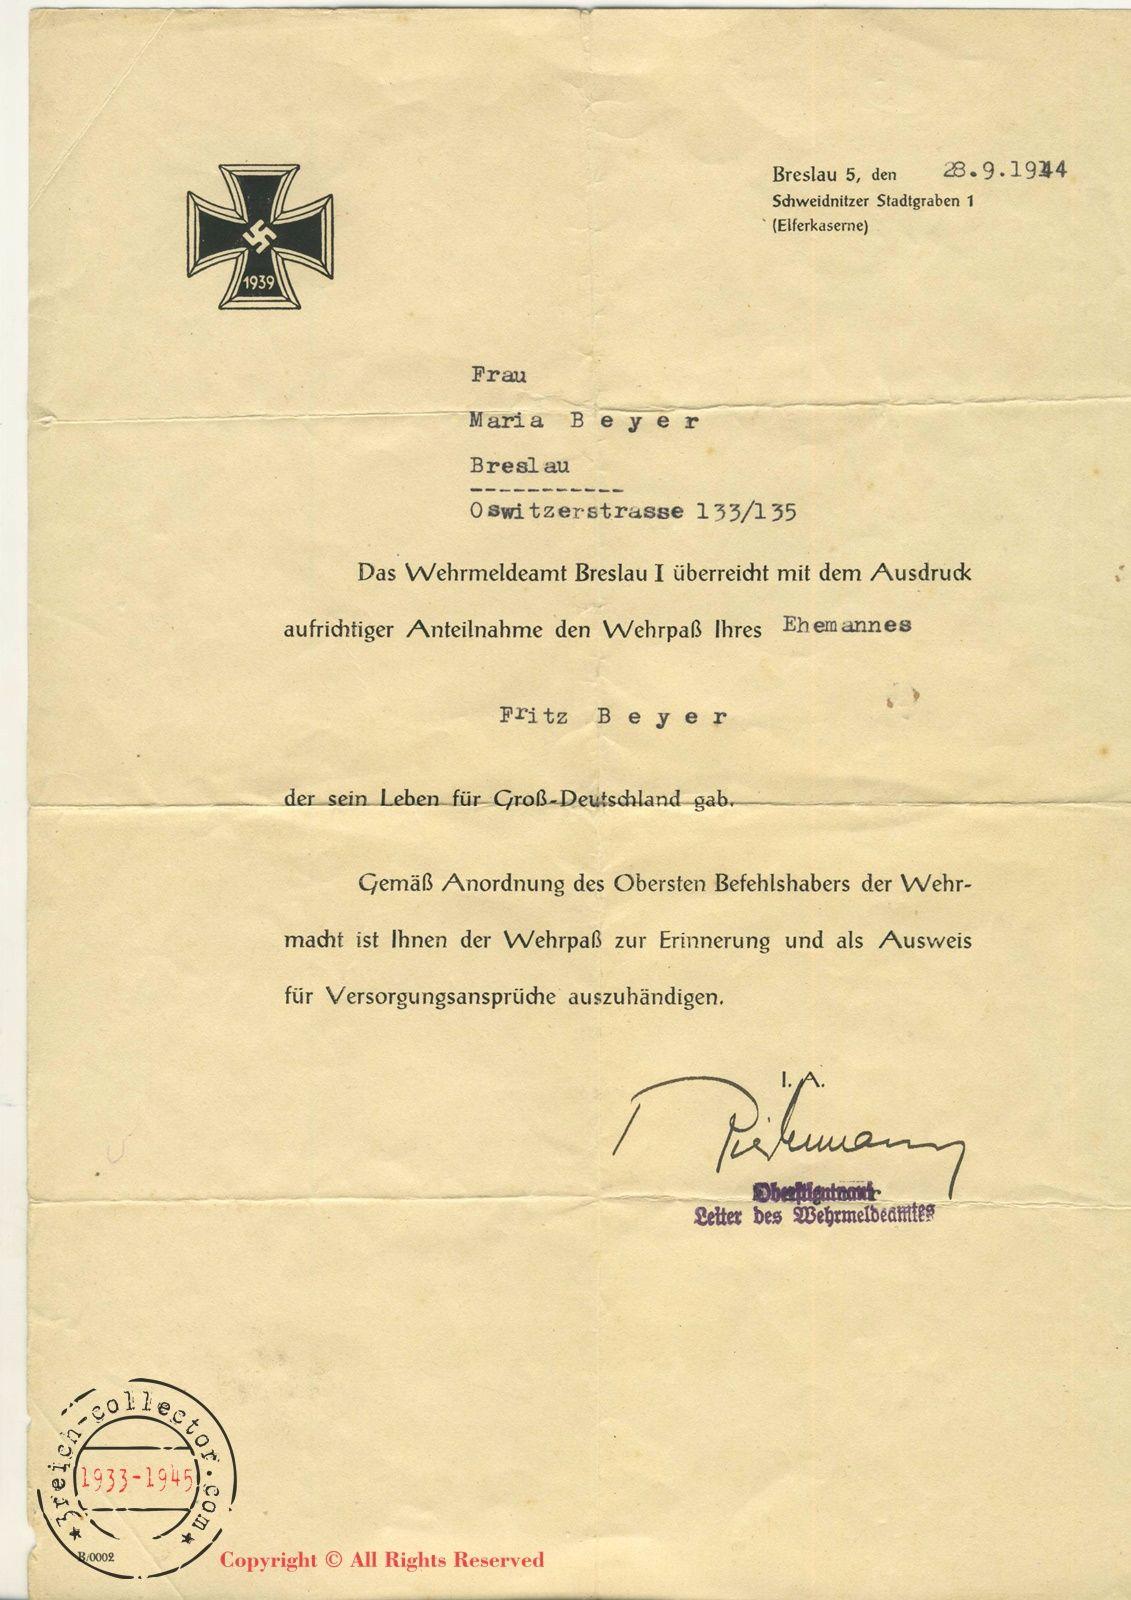 1939
Breslau 5, den 28.9.1944
Schweidnitzer Stadtgraben 1
(Elferkaserne)
Frau
Maria Beyer
Breslau
Oswitzerstrasse 133/135
Das Wehrmeldeamt Breslau I überreicht mit dem Ausdruck
aufrichtiger Anteilnahme den Wehrpaß Ihres Ehemannes
Fritz Beyer
der sein Leben für Groß-Deutschland gab.
Gemäß Anordnung des Obersten Befehlshabers der Wehr-
macht ist Ihnen der Wehrpaß zur Erinnerung und als Ausweis
für Versorgungsansprüche auszuhändigen.
I. A.
Leiter des Wehrmeldeamtes
3reich-collector.com
1933-1945
B/0002
Copyright © All Rights Reserved